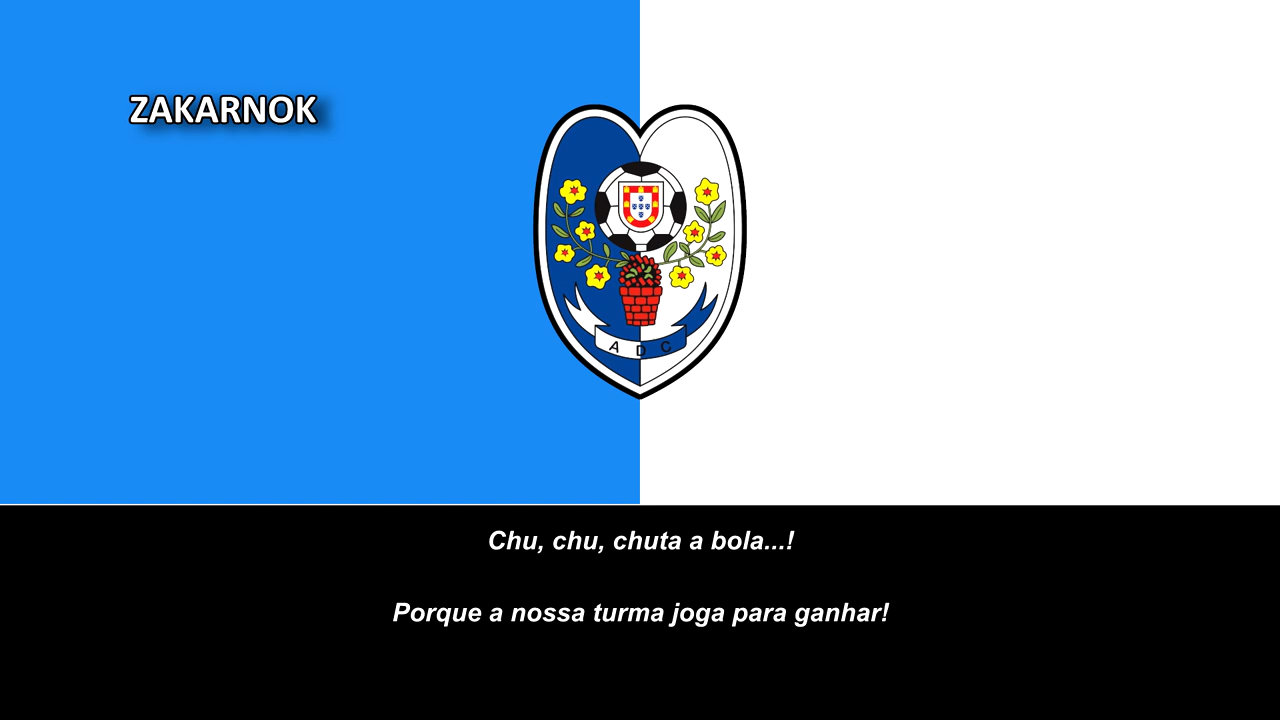 ZAKARNOK
A D C
Chu, chu, chuta a bola...!
Porque a nossa turma joga para ganhar!